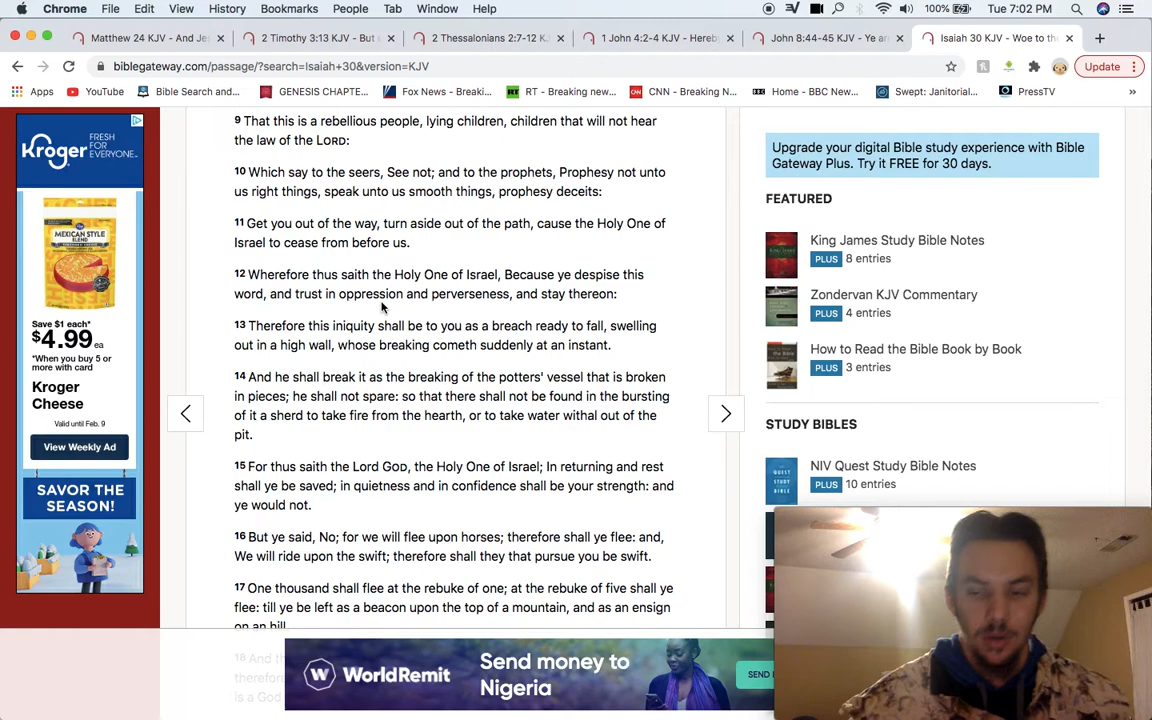 Chrome File Edit View History Bookmarks People Tab Window Help 100% Tue 7:02 PM
Matthew 24 KJV - And Je × 2 Timothy 3:13 KJV - But × 2 Thessalonians 2:7-12 K × 1 John 4:2-4 KJV - Hereb × John 8:44-45 KJV - Ye ar × Isaiah 30 KJV - Woe to th × +
biblegateway.com/passage/?search=Isaiah+30&version=KJV Update
Apps YouTube Bible Search and... GENESIS CHAPTE... Fox News - Breaki... RT - Breaking new... CNN - Breaking N... Home - BBC New... Swept: Janitorial... PressTV »
9 That this is a rebellious people, lying children, children that will not hear
the law of the LORD:
10 Which say to the seers, See not; and to the prophets, Prophesy not unto
us right things, speak unto us smooth things, prophesy deceits:
11 Get you out of the way, turn aside out of the path, cause the Holy One of
Israel to cease from before us.
12 Wherefore thus saith the Holy One of Israel, Because ye despise this
word, and trust in oppression and perverseness, and stay thereon:
13 Therefore this iniquity shall be to you as a breach ready to fall, swelling
out in a high wall, whose breaking cometh suddenly at an instant.
14 And he shall break it as the breaking of the potters' vessel that is broken
in pieces; he shall not spare: so that there shall not be found in the bursting
of it a sherd to take fire from the hearth, or to take water withal out of the
pit.
15 For thus saith the Lord GOD, the Holy One of Israel; In returning and rest
shall ye be saved; in quietness and in confidence shall be your strength: and
ye would not.
16 But ye said, No; for we will flee upon horses; therefore shall ye flee: and,
We will ride upon the swift; therefore shall they that pursue you be swift.
17 One thousand shall flee at the rebuke of one; at the rebuke of five shall ye
flee: till ye be left as a beacon upon the top of a mountain, and as an ensign
on an hill.
18 And th
therefore
is a God
Kroger
FRESH
FOR
EVERYONE™
Kroger
MEXICAN STYLE
BLEND
Save $1 each*
$4.99 ea
*When you buy 5 or
more with card
Kroger
Cheese
Valid until Feb. 9
View Weekly Ad
SAVOR THE
SEASON!
Upgrade your digital Bible study experience with Bible
Gateway Plus. Try it FREE for 30 days.
FEATURED
King James Study Bible Notes
PLUS 8 entries
Zondervan KJV Commentary
PLUS 4 entries
How to Read the Bible Book by Book
PLUS 3 entries
STUDY BIBLES
NIV Quest Study Bible Notes
PLUS 10 entries
WorldRemit
Send money to
Nigeria
SEND